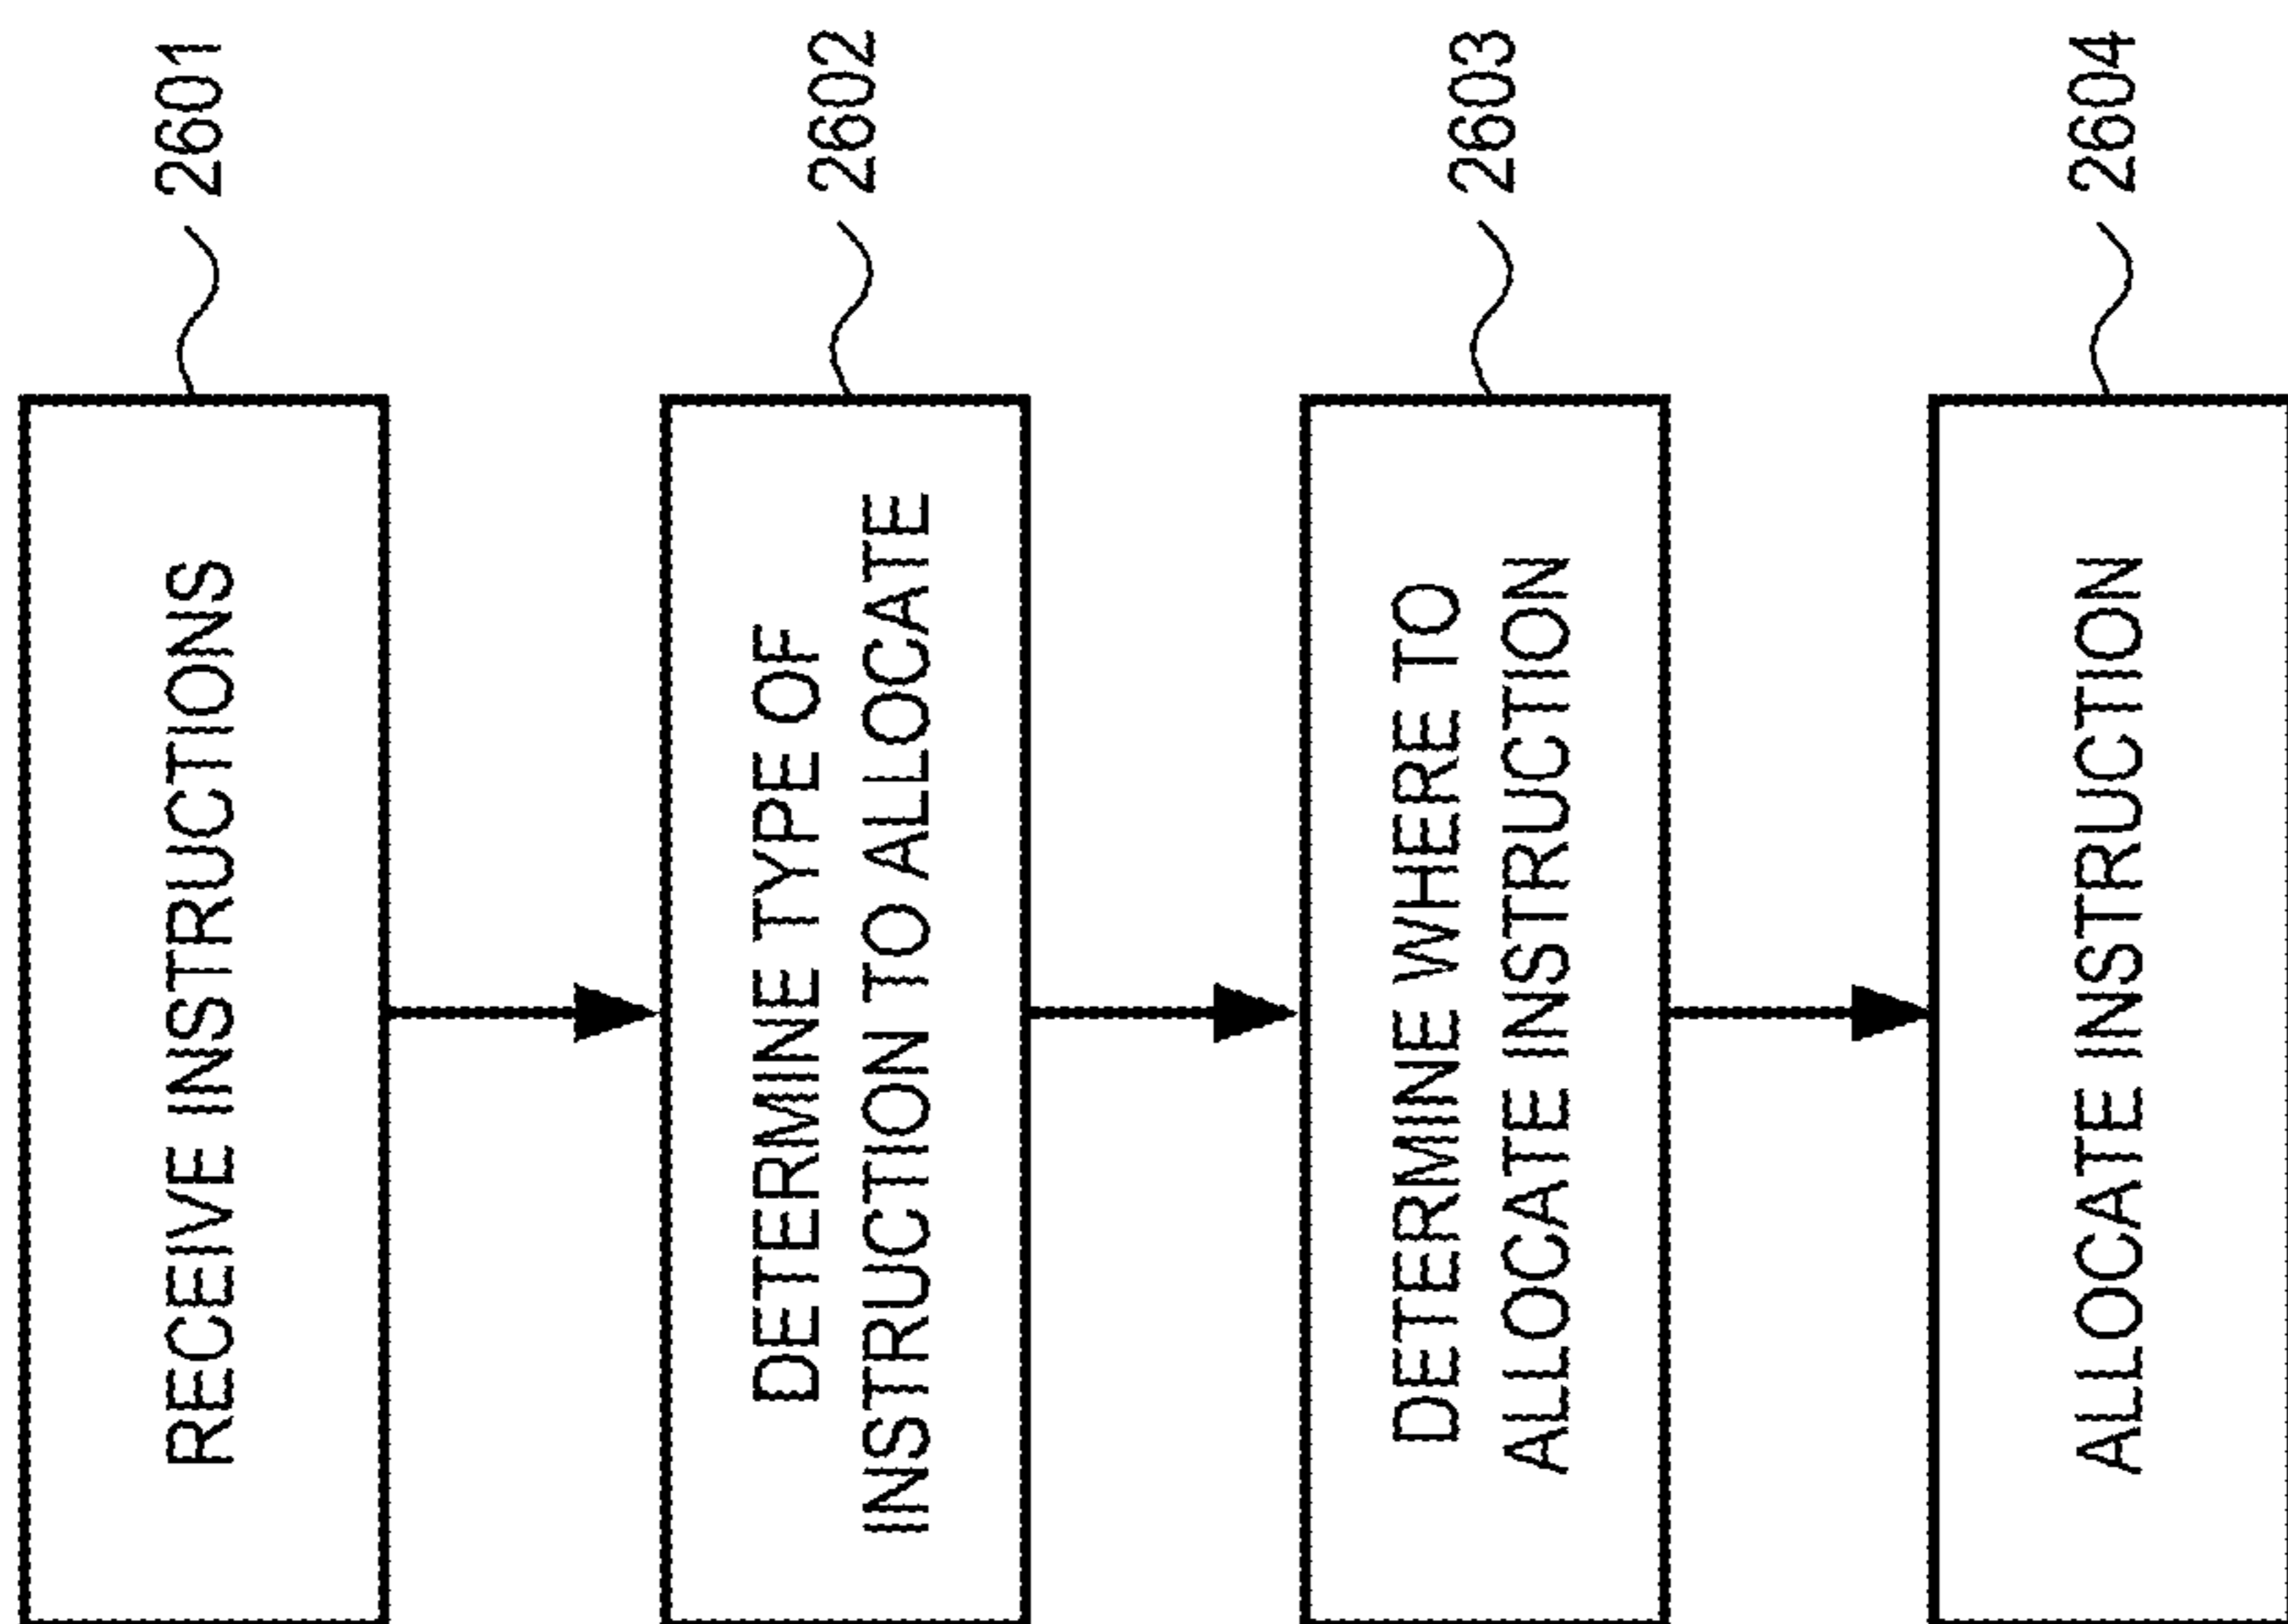 RECEIVE INSTRUCTIONS
2601
DETERMINE TYPE OF
INSTRUCTION TO ALLOCATE
2602
DETERMINE WHERE TO
ALLOCATE INSTRUCTION
2603
ALLOCATE INSTRUCTION
2604